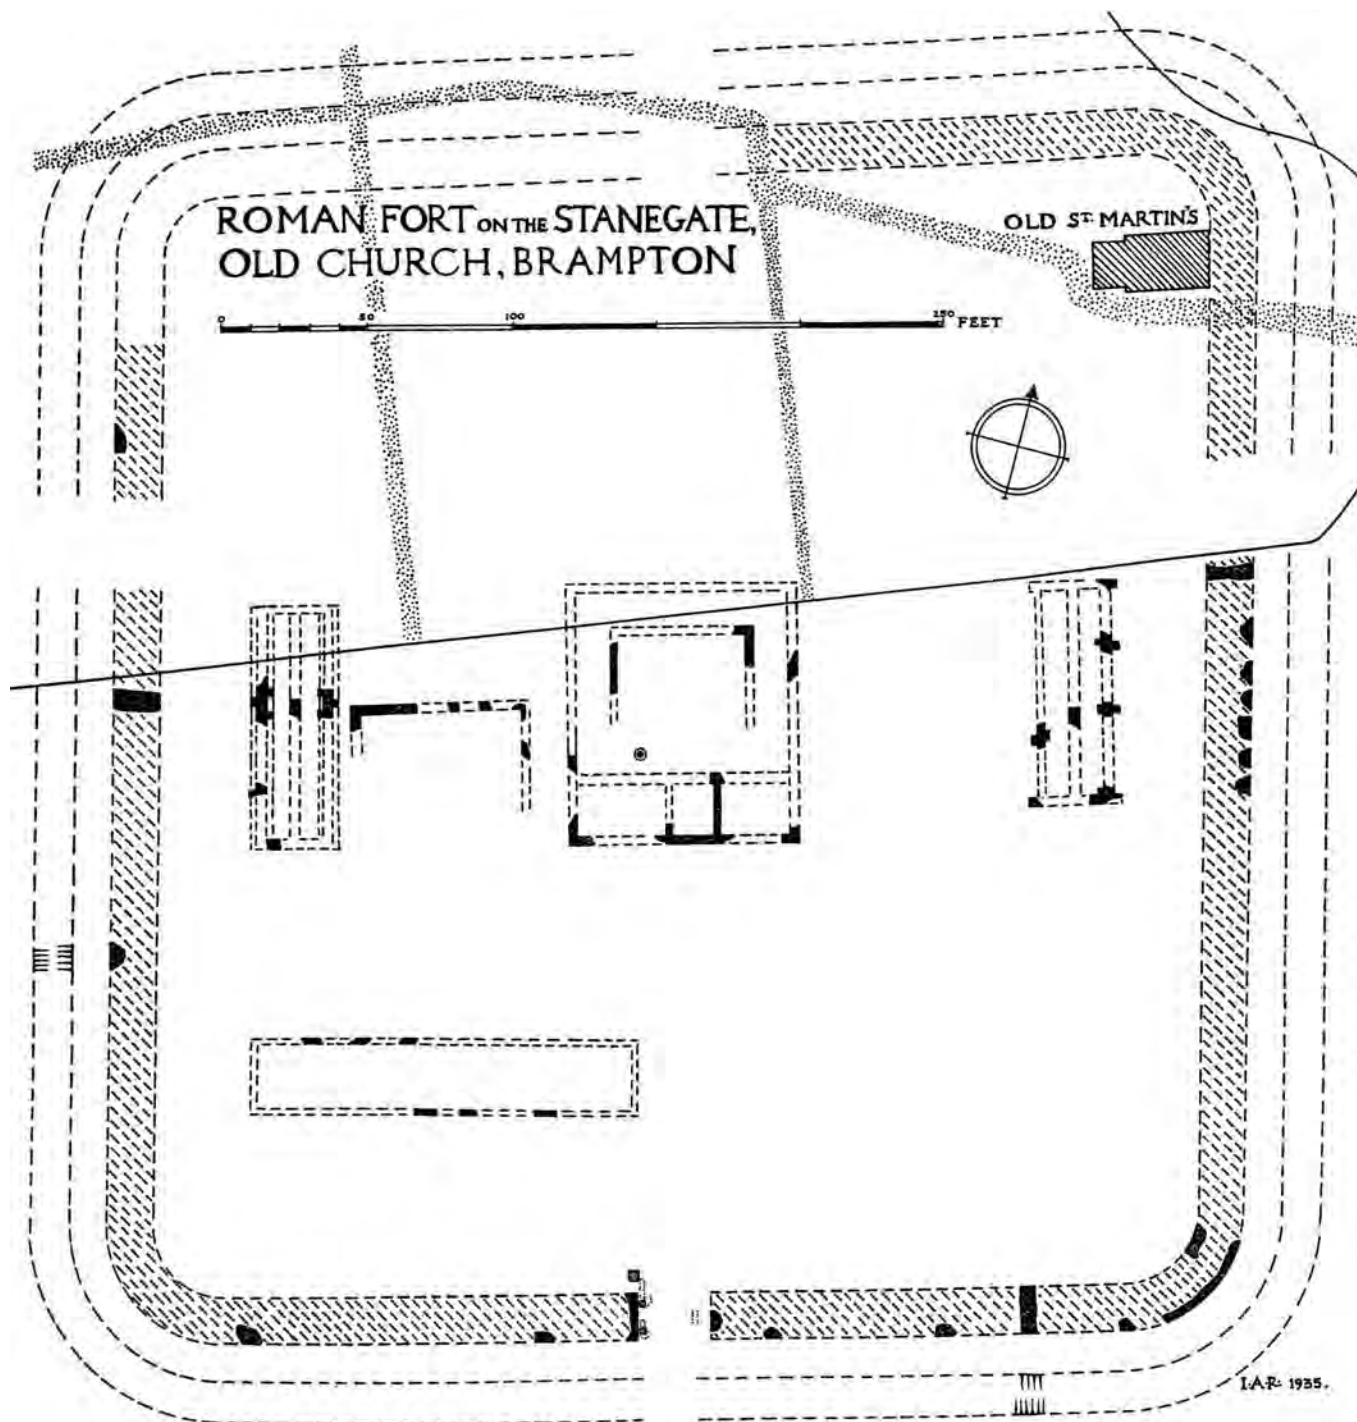 ROMAN FORT ON THE STANEGATE,
OLD CHURCH, BRAMPTON
OLD ST. MARTIN'S
0 50 100 250 FEET
I.A.R. 1935.